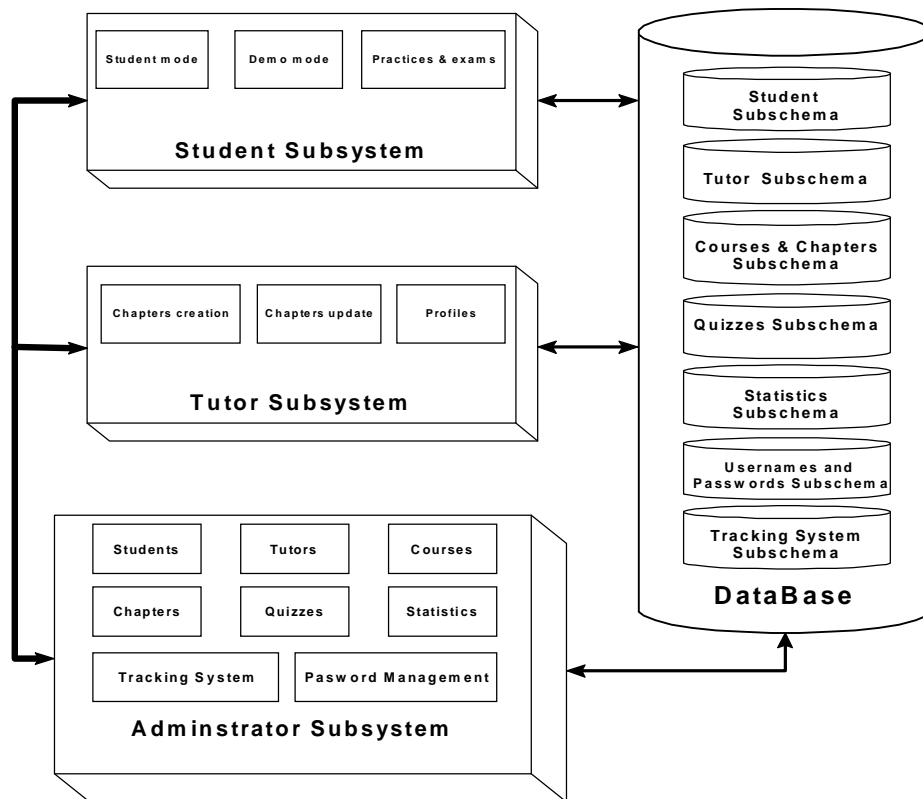 Student mode
Demo mode
Practices & exams
Student Subsystem
Chapters creation
Chapters update
Profiles
Tutor Subsystem
Students
Tutors
Courses
Chapters
Quizzes
Statistics
Tracking System
Pasword Management
Adminstrator Subsystem
Student
Subschema
Tutor Subschema
Courses & Chapters
Subschema
Quizzes Subschema
Statistics
Subschema
Usernames and
Passwords Subschema
Tracking System
Subschema
DataBase